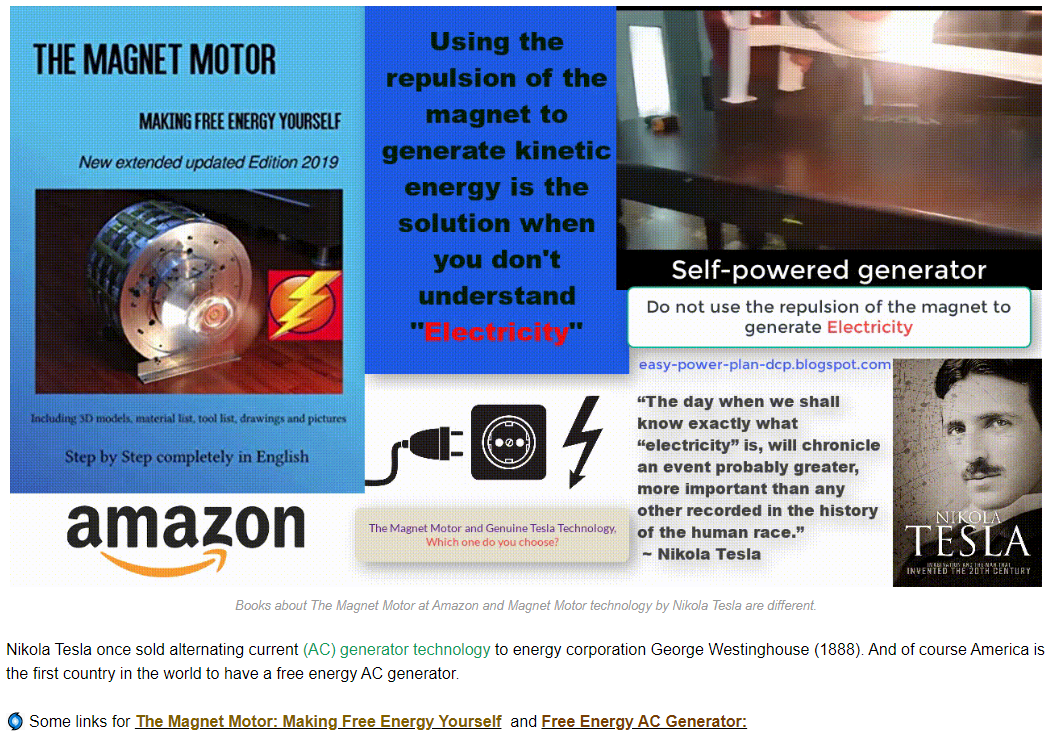 THE MAGNET MOTOR
MAKING FREE ENERGY YOURSELF
New extended updated Edition 2019
Including 3D models, material list, tool list, drawings and pictures
Step by Step completely in English
amazon
Using the
repulsion of the
magnet to
generate kinetic
energy is the
solution when
you don't
understand
"Electricity"
The Magnet Motor and Genuine Tesla Technology,
Which one do you choose?
Self-powered generator
Do not use the repulsion of the magnet to
generate Electricity
easy-power-plan-dcp.blogspot.com
“The day when we shall
know exactly what
“electricity” is, will chronicle
an event probably greater,
more important than any
other recorded in the history
of the human race.”
~ Nikola Tesla
NIKOLA
TESLA
INVENTED THE 20TH CENTURY
Books about The Magnet Motor at Amazon and Magnet Motor technology by Nikola Tesla are different.
Nikola Tesla once sold alternating current (AC) generator technology to energy corporation George Westinghouse (1888). And of course America is
the first country in the world to have a free energy AC generator.
Some links for The Magnet Motor: Making Free Energy Yourself and Free Energy AC Generator: